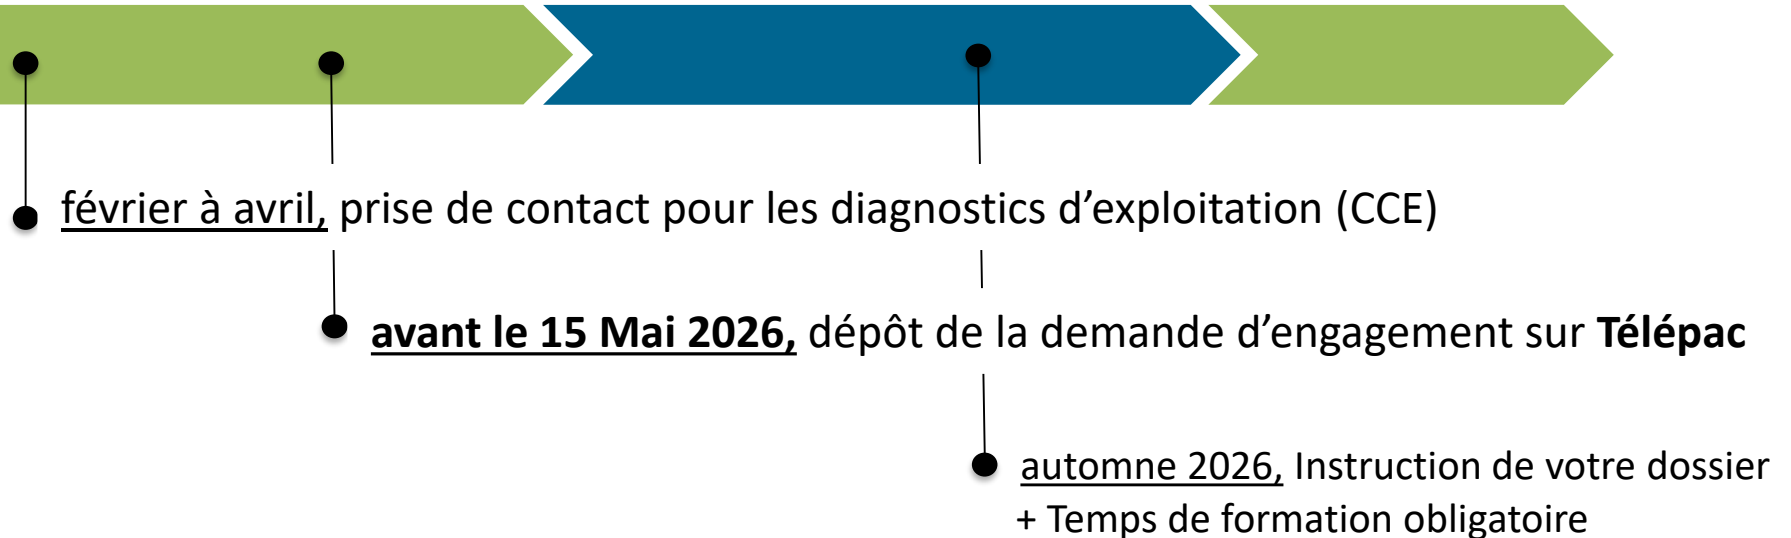 février à avril, prise de contact pour les diagnostics d’exploitation (CCE)
avant le 15 Mai 2026, dépôt de la demande d’engagement sur Télépac
automne 2026, Instruction de votre dossier
+ Temps de formation obligatoire